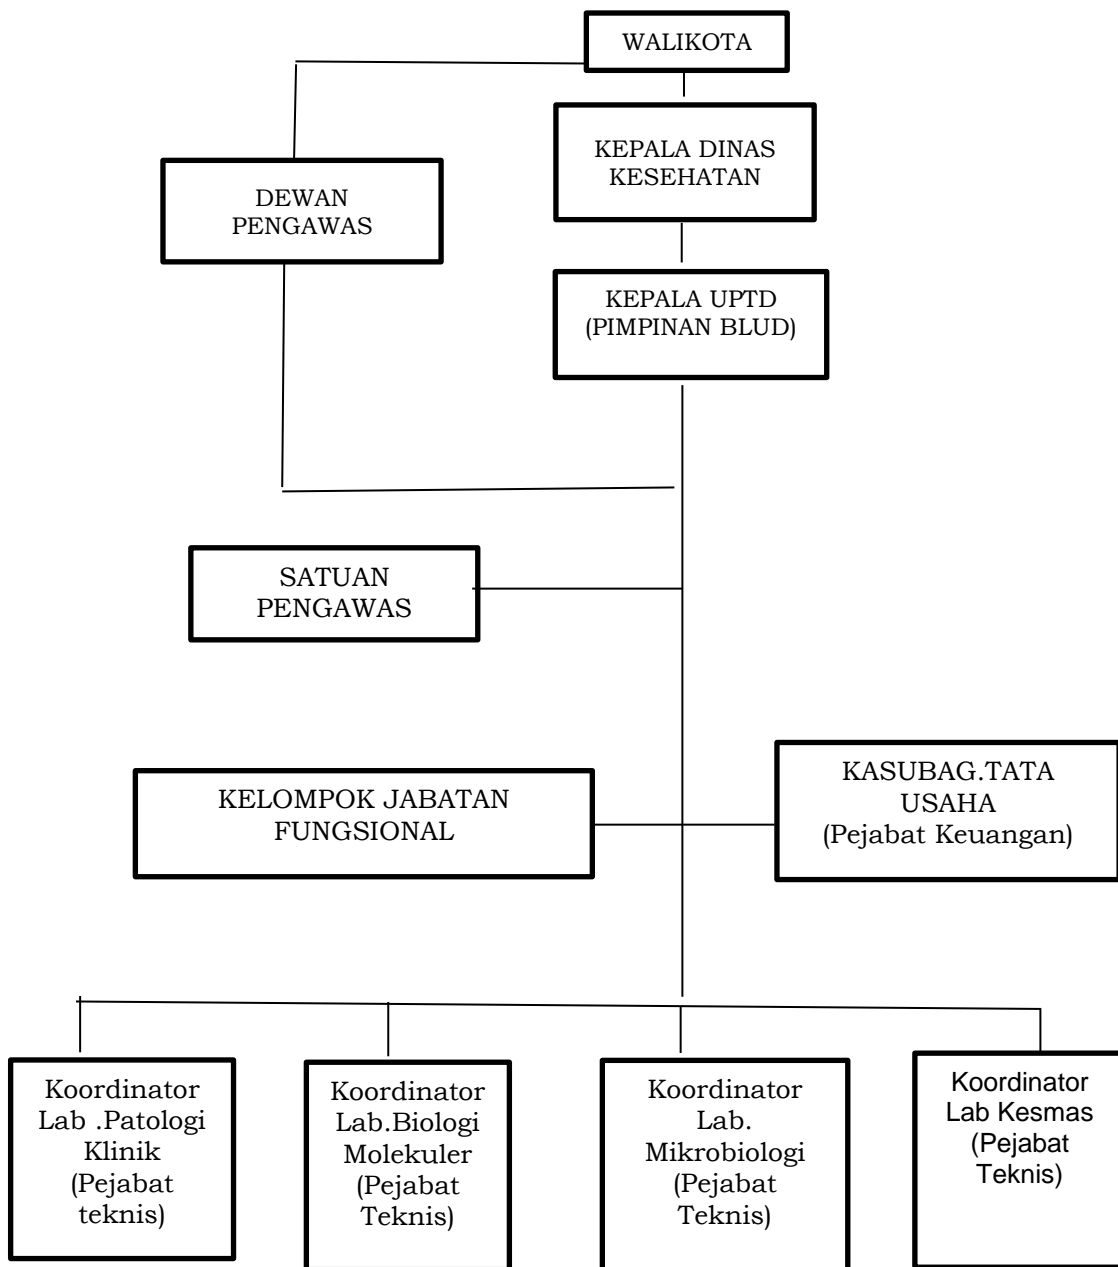 WALIKOTA
KEPALA DINAS
KESEHATAN
DEWAN
PENGAWAS
KEPALA UPTD
(PIMPINAN BLUD)
SATUAN
PENGAWAS
KELOMPOK JABATAN
FUNGSIONAL
KASUBAG.TATA
USAHA
(Pejabat Keuangan)
Koordinator
Lab .Patologi
Klinik
(Pejabat
teknis)
Koordinator
Lab.Biologi
Molekuler
(Pejabat
Teknis)
Koordinator
Lab.
Mikrobiologi
(Pejabat
Teknis)
Koordinator
Lab Kesmas
(Pejabat
Teknis)